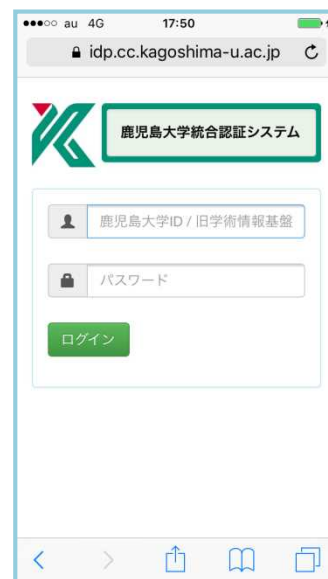 au 4G 17:50
idp.cc.kagoshima-u.ac.jp
鹿児島大学統合認証システム
鹿児島大学ID / 旧学術情報基盤
パスワード
ログイン